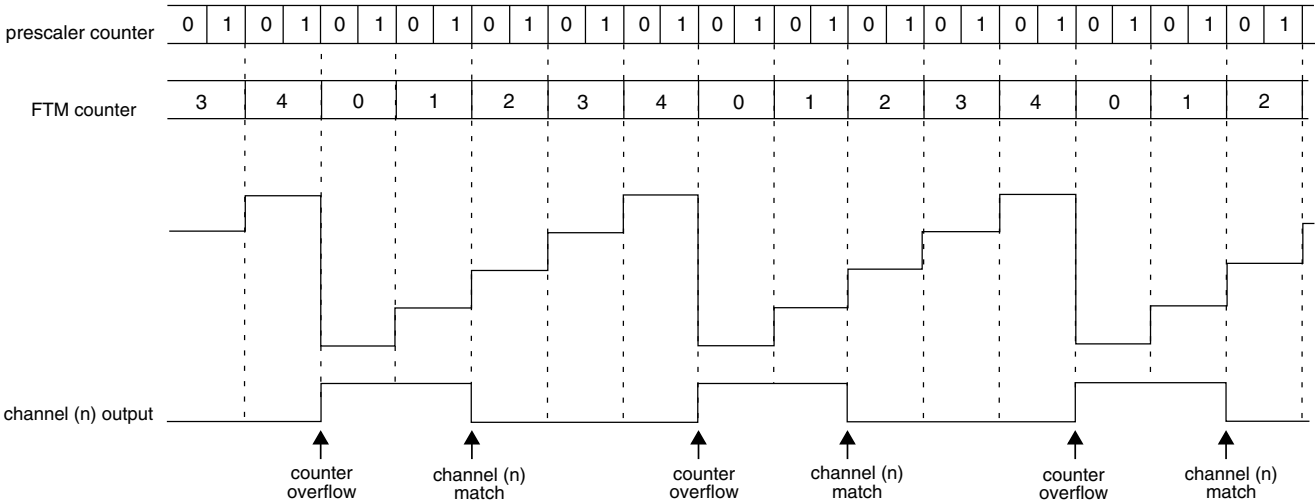 prescaler counter 0 1 0 1 0 1 0 1 0 1 0 1 0 1 0 1 0 1 0 1 0 1 0 1 0 1 0 1 0 1
FTM counter 3 4 0 1 2 3 4 0 1 2 3 4 0 1 2
channel (n) output
counter overflow
channel (n) match
counter overflow
channel (n) match
counter overflow
channel (n) match